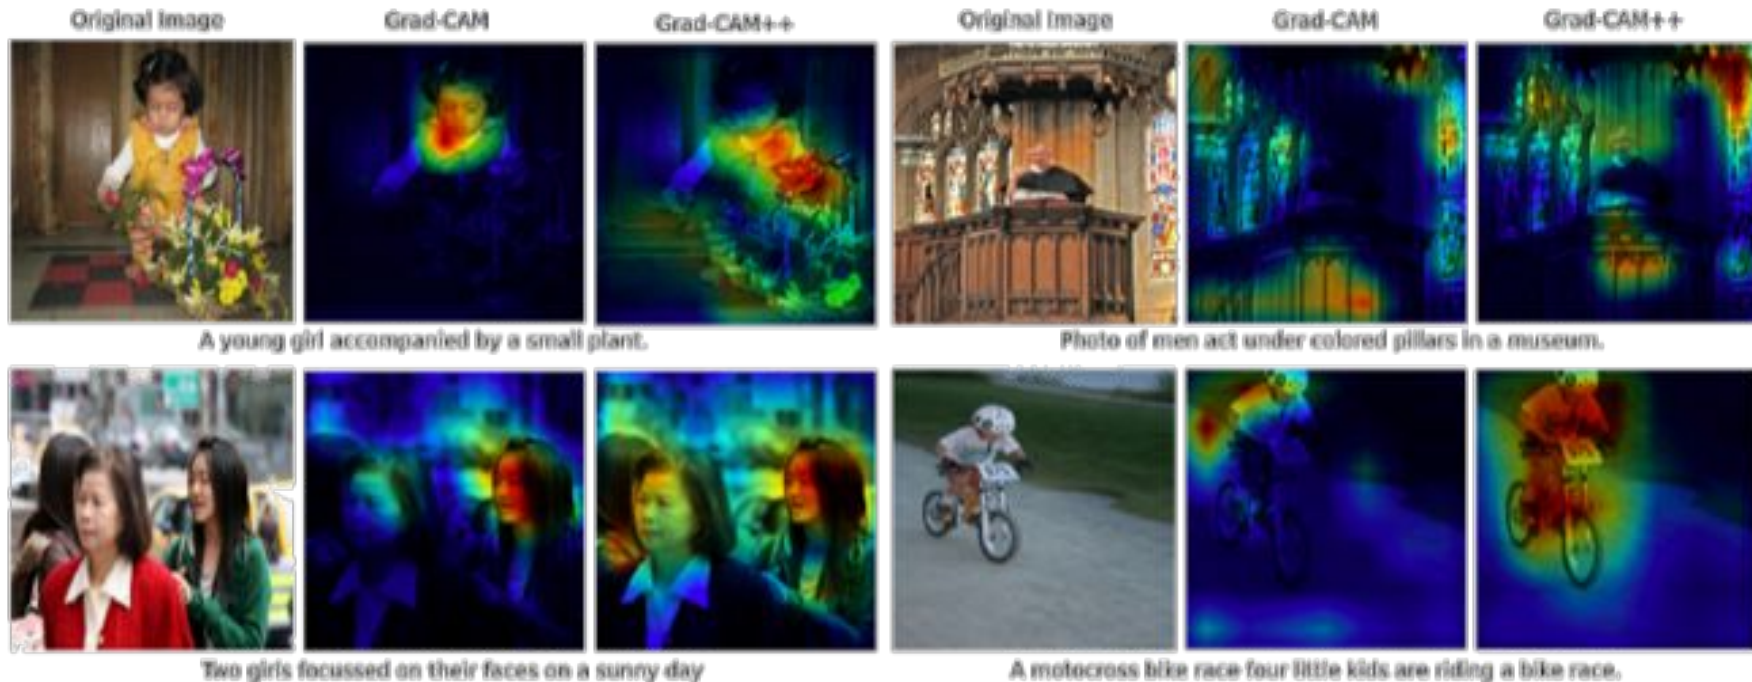 Original Image Grad-CAM Grad-CAM++ Original Image Grad-CAM Grad-CAM++
A young girl accompanied by a small plant. Photo of men act under colored pillars in a museum.
Two girls focussed on their faces on a sunny day A motocross bike race four little kids are riding a bike race.